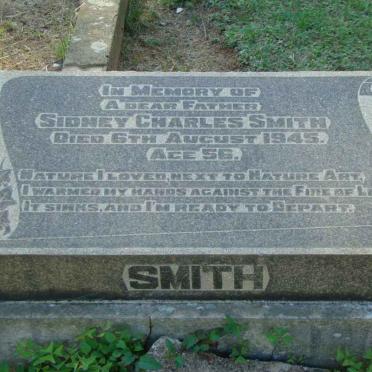 In Memory of
A dear Father
Sidney Charles Smith
Died 6th August 1945.
Age 56.
Nature I loved, next to Nature Art,
I warmed my hands against the Fire of
It sinks, and I'm ready to Depart.
SMITH